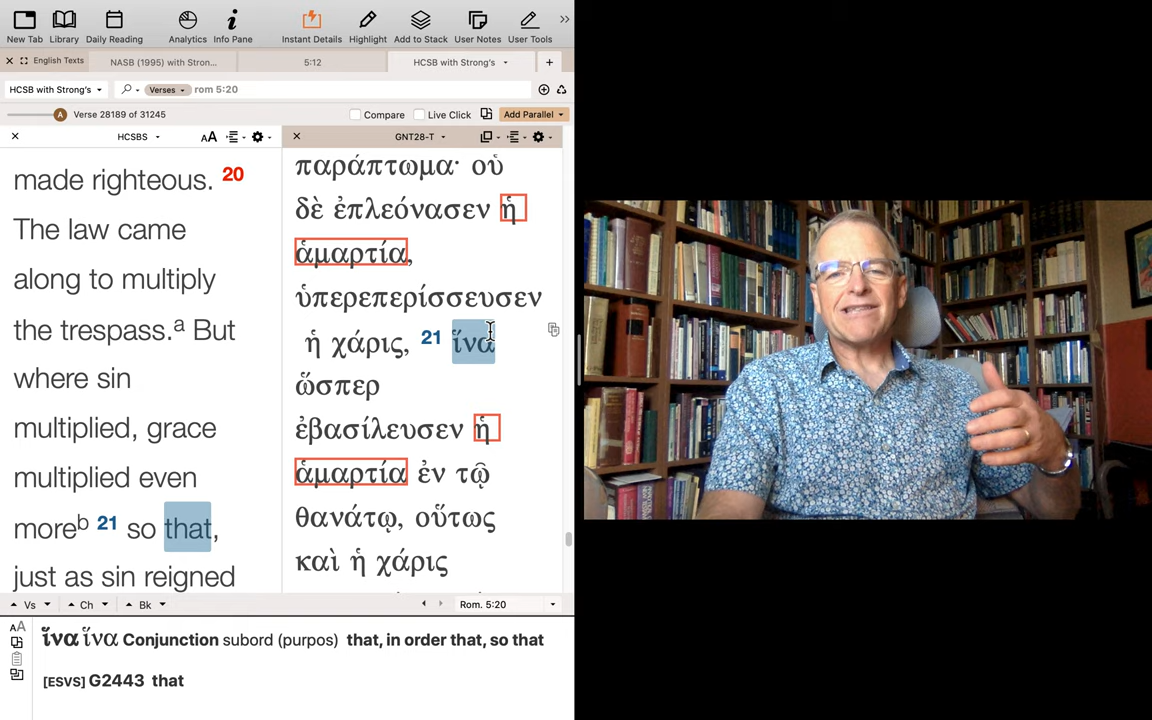 New Tab Library Daily Reading Analytics Info Pane Instant Details Highlight Add to Stack User Notes User Tools
English Texts NASB (1995) with Stron... 5:12 HCSB with Strong's
HCSB with Strong's Verses rom 5:20
A Verse 28189 of 31245 Compare Live Click Add Parallel
HCSBS AA
made righteous. 20
The law came
along to multiply
the trespass.a But
where sin
multiplied, grace
multiplied even
moreb 21 so that,
just as sin reigned
GNT28-T
παράπτωμα· οὗ
δὲ ἐπλεόνασεν ἡ
ἁμαρτία,
ὑπερεπερίσσευσεν
ἡ χάρις, 21 ἵνα
ὥσπερ
ἐβασίλευσεν ἡ
ἁμαρτία ἐν τῷ
θανάτῳ, οὕτως
καὶ ἡ χάρις
Vs Ch Bk Rom. 5:20
ἵνα ἵνα Conjunction subord (purpos) that, in order that, so that
[ESVS] G2443 that